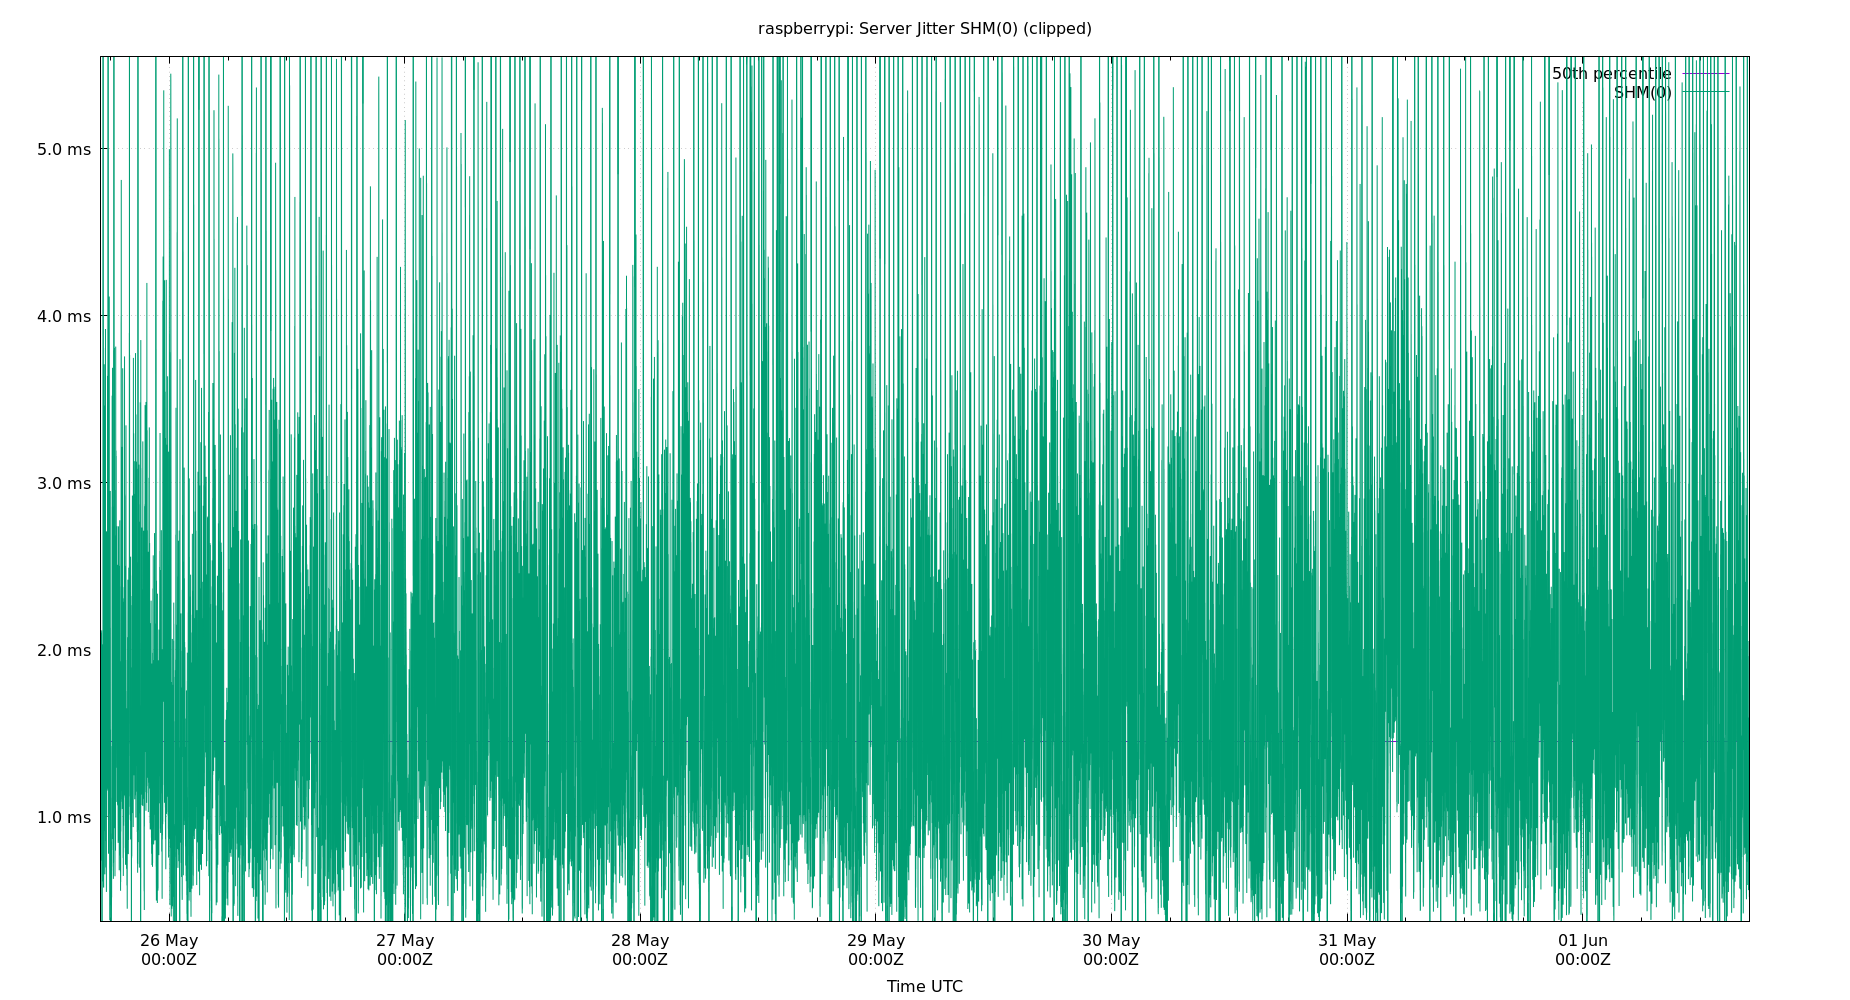 raspberrypi: Server Jitter SHM(0) (clipped)
50th percentile
SHM(0)
5.0 ms
4.0 ms
3.0 ms
2.0 ms
1.0 ms
26 May 27 May 28 May 29 May 30 May 31 May 01 Jun
00:00Z 00:00Z 00:00Z 00:00Z 00:00Z 00:00Z 00:00Z
Time UTC